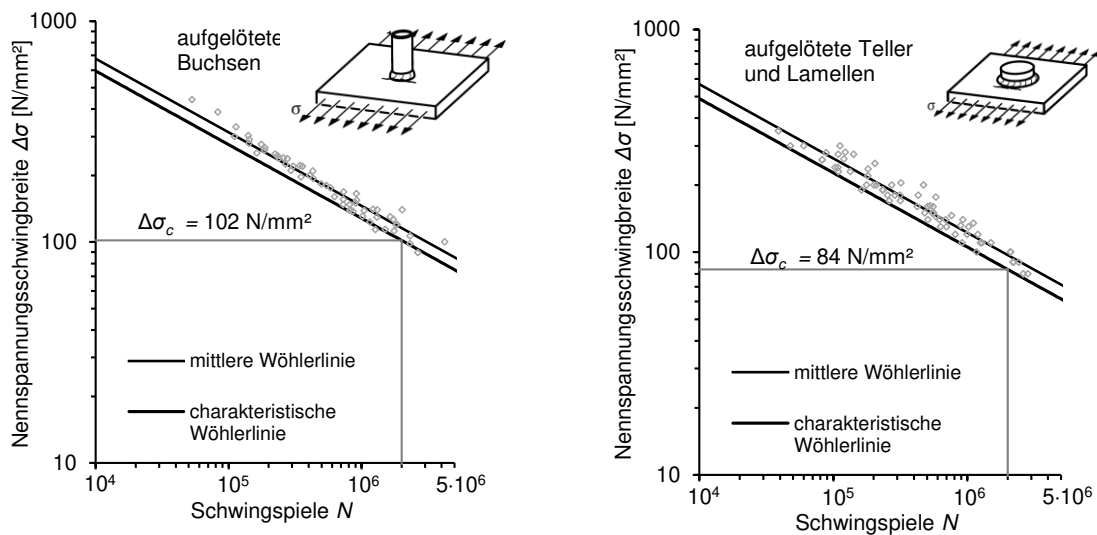 1000
aufgelötete
Buchsen
σ
Nennspannungsschwingbreite Δσ [N/mm²]
Δσc = 102 N/mm²
100
mittlere Wöhlerlinie
charakteristische
Wöhlerlinie
10
10⁴
10⁵
10⁶
5·10⁶
Schwingspiele N
1000
aufgelötete Teller
und Lamellen
σ
Nennspannungsschwingbreite Δσ [N/mm²]
Δσc = 84 N/mm²
100
mittlere Wöhlerlinie
charakteristische
Wöhlerlinie
10
10⁴
10⁵
10⁶
5·10⁶
Schwingspiele N